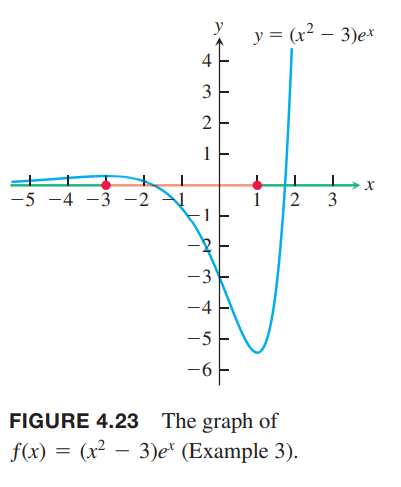 y
y = (x² − 3)eˣ
4
3
2
1
−5 −4 −3 −2 −1 1 2 3 x
−1
−2
−3
−4
−5
−6
FIGURE 4.23 The graph of
f(x) = (x² − 3)eˣ (Example 3).